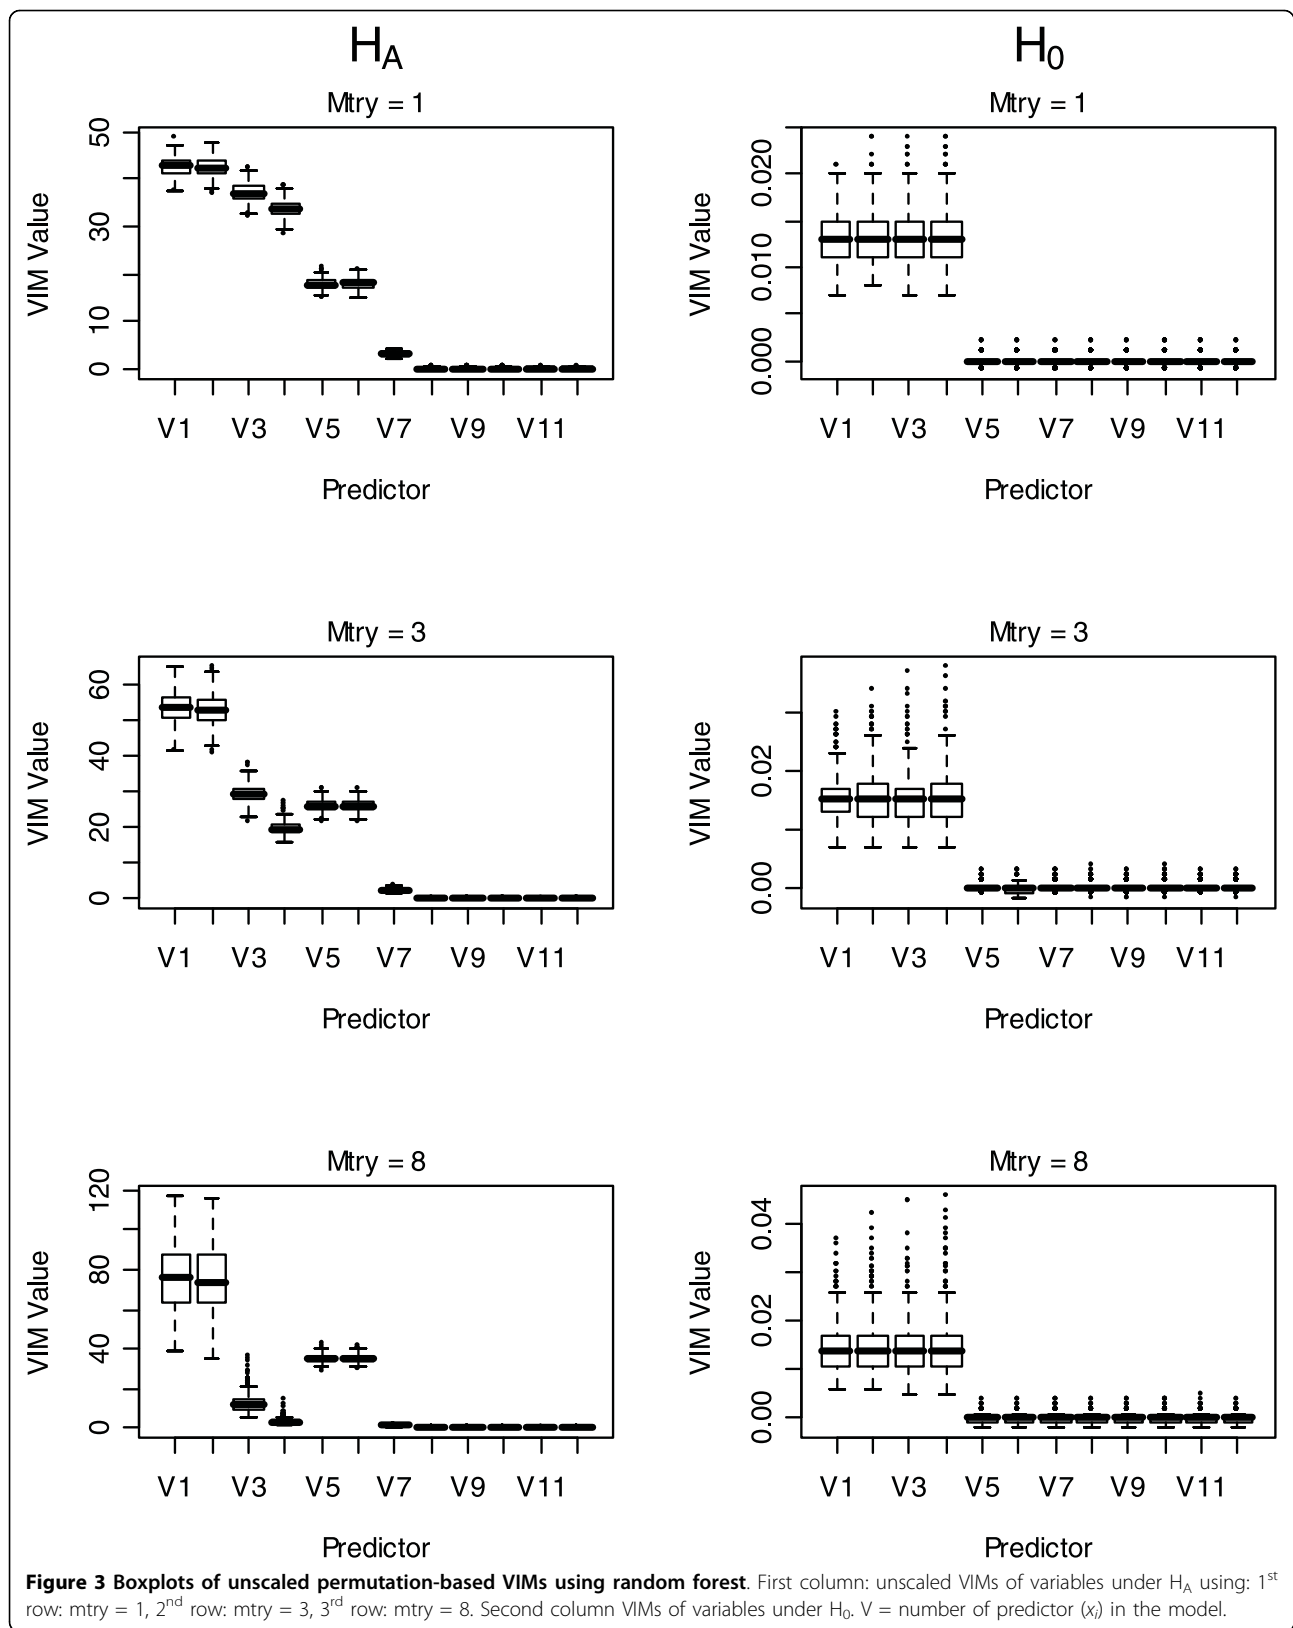 H_A H_0
Mtry = 1 Mtry = 1
VIM Value
0 10 30 50
V1 V3 V5 V7 V9 V11
Predictor
VIM Value
0.000 0.010 0.020
V1 V3 V5 V7 V9 V11
Predictor
Mtry = 3 Mtry = 3
VIM Value
0 20 40 60
V1 V3 V5 V7 V9 V11
Predictor
VIM Value
0.00 0.02
V1 V3 V5 V7 V9 V11
Predictor
Mtry = 8 Mtry = 8
VIM Value
0 40 80 120
V1 V3 V5 V7 V9 V11
Predictor
VIM Value
0.00 0.02 0.04
V1 V3 V5 V7 V9 V11
Predictor
Figure 3 Boxplots of unscaled permutation-based VIMs using random forest. First column: unscaled VIMs of variables under H_A using: 1^st
row: mtry = 1, 2^nd row: mtry = 3, 3^rd row: mtry = 8. Second column VIMs of variables under H_0. V = number of predictor (x_i) in the model.